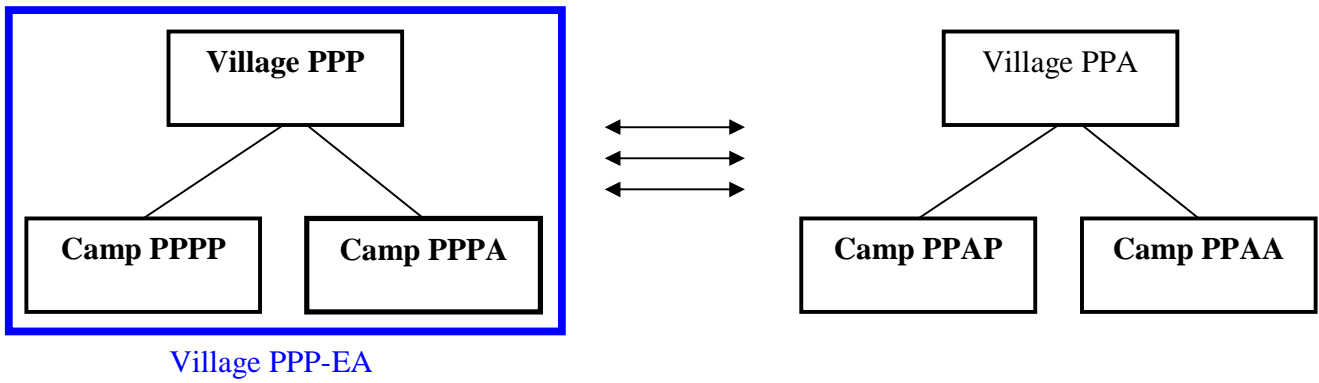 Village PPP
Village PPA
Camp PPPP
Camp PPPA
Camp PPAP
Camp PPAA
Village PPP-EA